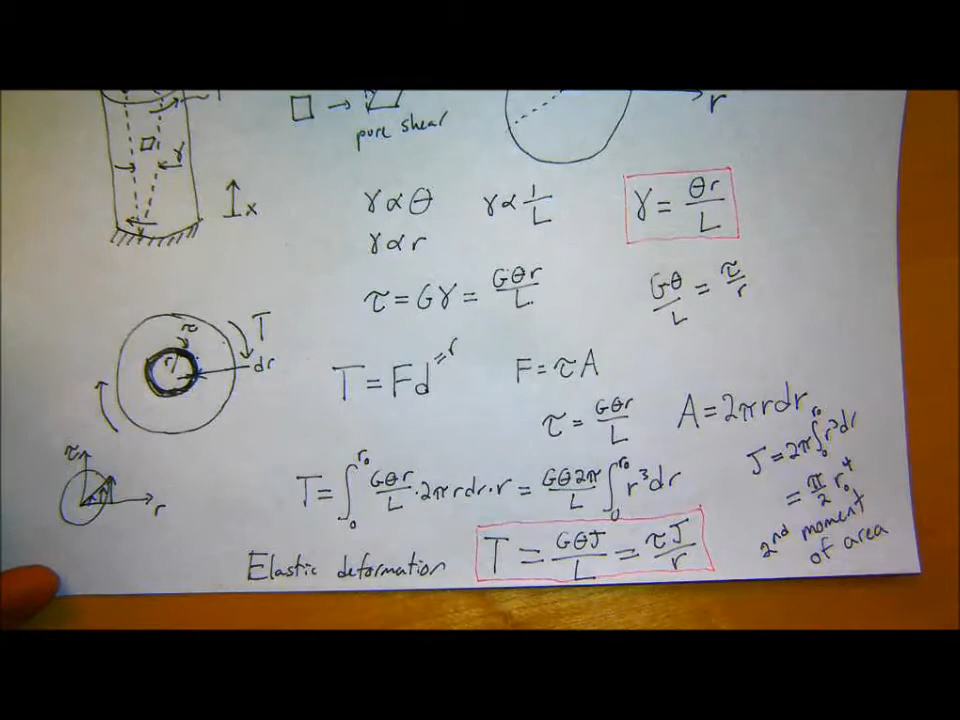 pure shear
r
γ
x
γ ∝ θ
γ ∝ 1/L
γ = θr/L
γ ∝ r
τ = Gγ = Gθr/L
Gθ/L = τ/r
τ
T
r
dr
T = Fd = r
F = τA
τ = Gθr/L
A = 2πrdr
τ
r
T = ∫₀^r₀ Gθr/L · 2πrdr · r = Gθ2π/L ∫₀^r₀ r³dr
J = 2π∫₀^r₀ r³dr
= π/2 r₀⁴
2nd moment
of area
Elastic deformation
T = GθJ/L = τJ/r